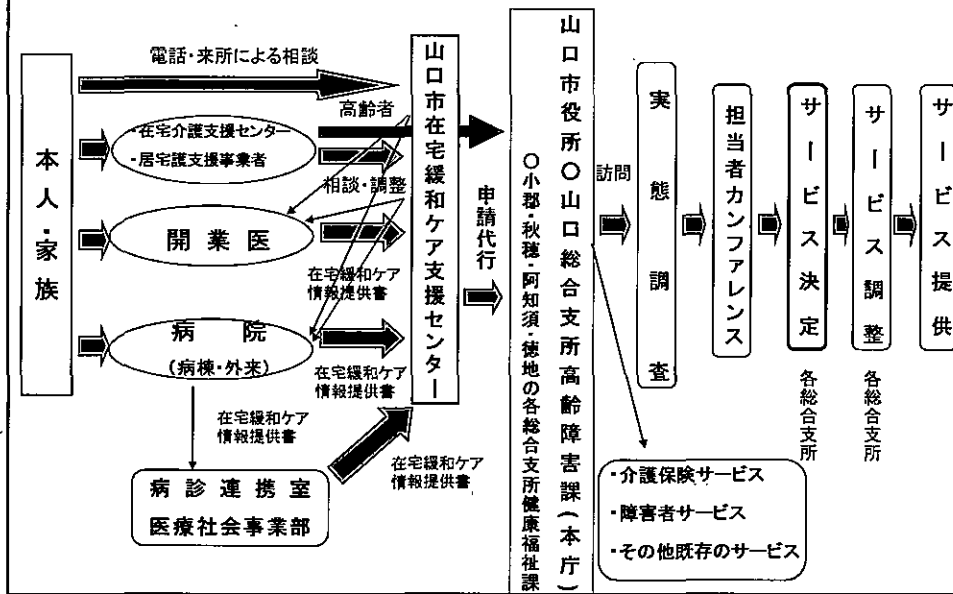 電話・来所による相談
本人・家族
・在宅介護支援センター
・居宅護支援事業者
高齢者
相談・調整
開業医
在宅緩和ケア
情報提供書
病院
(病棟・外来)
在宅緩和ケア
情報提供書
在宅緩和ケア
情報提供書
病診連携室
医療社会事業部
在宅緩和ケア
情報提供書
山口市在宅緩和ケア支援センター
申請代行
山口市役所〇山口総合支所高齢障害課(本庁)
〇小郡・秋穂・阿知須・徳地の各総合支所健康福祉課
訪問
実態調査
担当者カンファレンス
サービス決定
各総合支所
サービス調整
各総合支所
サービス提供
・介護保険サービス
・障害者サービス
・その他既存のサービス